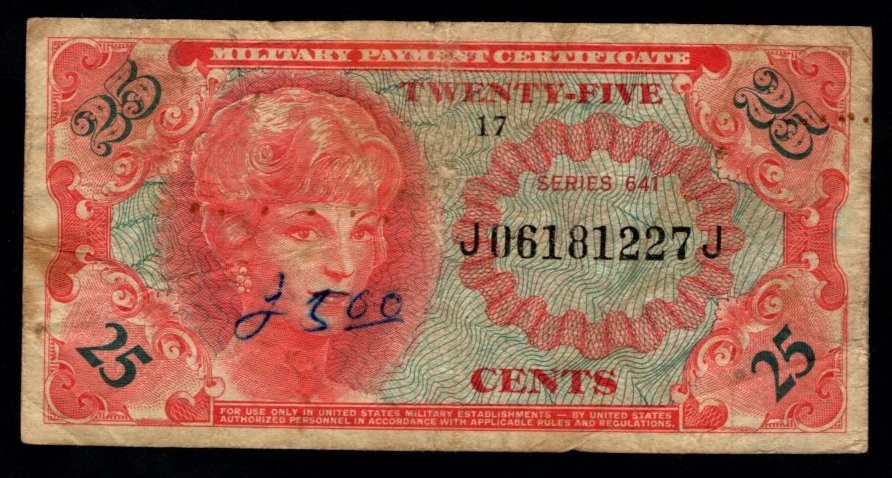 MILITARY PAYMENT CERTIFICATE
25
TWENTY-FIVE
25
17
SERIES 641
J06181227J
500
25
CENTS
25
FOR USE ONLY IN UNITED STATES MILITARY ESTABLISHMENTS — BY UNITED STATES
AUTHORIZED PERSONNEL IN ACCORDANCE WITH APPLICABLE RULES AND REGULATIONS.